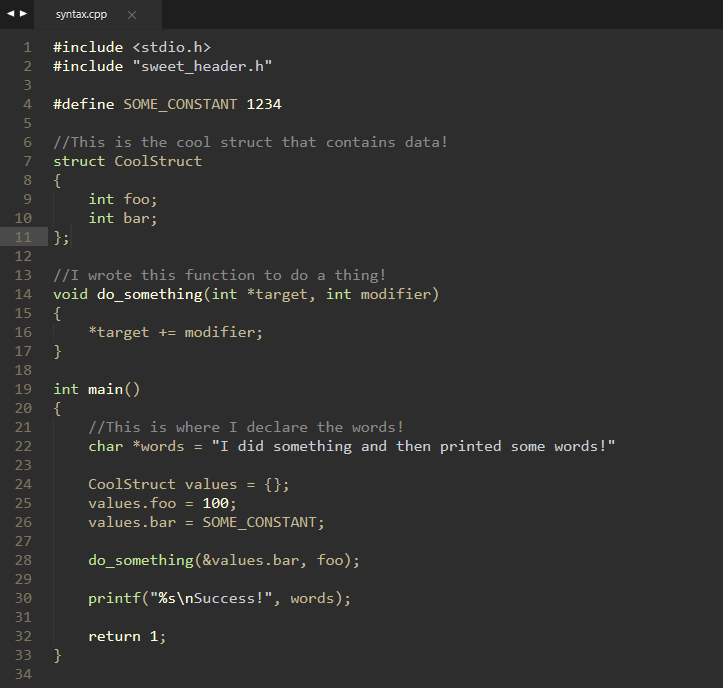 syntax.cpp
1 #include <stdio.h>
2 #include "sweet_header.h"
3
4 #define SOME_CONSTANT 1234
5
6 //This is the cool struct that contains data!
7 struct CoolStruct
8 {
9     int foo;
10     int bar;
11 };
12
13 //I wrote this function to do a thing!
14 void do_something(int *target, int modifier)
15 {
16     *target += modifier;
17 }
18
19 int main()
20 {
21     //This is where I declare the words!
22     char *words = "I did something and then printed some words!"
23
24     CoolStruct values = {};
25     values.foo = 100;
26     values.bar = SOME_CONSTANT;
27
28     do_something(&values.bar, foo);
29
30     printf("%s\nSuccess!", words);
31
32     return 1;
33 }
34